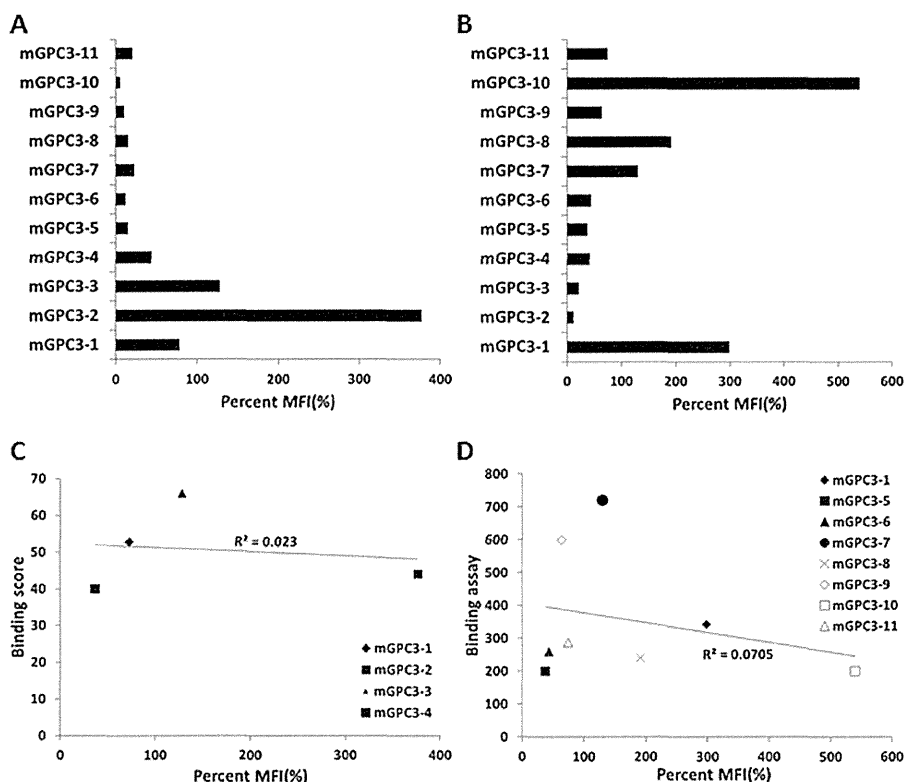 A
mGPC3-11
mGPC3-10
mGPC3-9
mGPC3-8
mGPC3-7
mGPC3-6
mGPC3-5
mGPC3-4
mGPC3-3
mGPC3-2
mGPC3-1
0 100 200 300 400
Percent MFI(%)
B
mGPC3-11
mGPC3-10
mGPC3-9
mGPC3-8
mGPC3-7
mGPC3-6
mGPC3-5
mGPC3-4
mGPC3-3
mGPC3-2
mGPC3-1
0 100 200 300 400 500 600
Percent MFI(%)
C
Binding score
70
60
50
40
30
20
10
0
R² = 0.023
mGPC3-1
mGPC3-2
mGPC3-3
mGPC3-4
0 100 200 300 400
Percent MFI(%)
D
Binding assay
800
700
600
500
400
300
200
100
0
R² = 0.0705
mGPC3-1
mGPC3-5
mGPC3-6
mGPC3-7
mGPC3-8
mGPC3-9
mGPC3-10
mGPC3-11
0 100 200 300 400 500 600
Percent MFI(%)